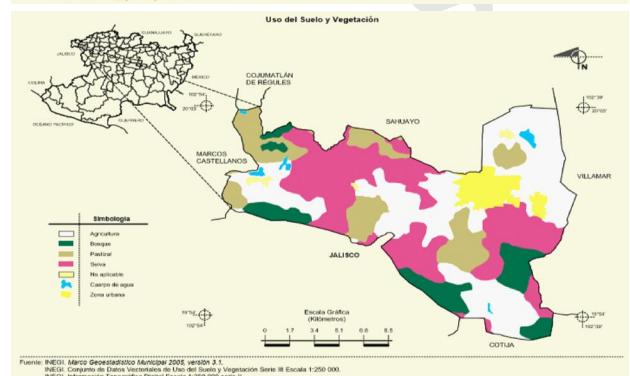 Uso del Suelo y Vegetación
GUANAJUATO
QUERÉTARO
JALISCO
MÉXICO
COLIMA
GUERRERO
OCÉANO PACÍFICO
COJUMATLÁN
DE RÉGULES
102°54'
20°05'
N
102°39'
20°05'
SAHUAYO
MARCOS
CASTELLANOS
VILLAMAR
JALISCO
Simbología
Agricultura
Bosque
Pastizal
Selva
No aplicable
Cuerpo de agua
Zona urbana
19°54'
102°54'
Escala Gráfica
(Kilómetros)
0 1.7 3.4 5.1 6.8 8.5
19°54'
102°39'
COTIJA
Fuente: INEGI. Marco Geoestadístico Municipal 2005, versión 3.1.
INEGI. Conjunto de Datos Vectoriales de Uso del Suelo y Vegetación Serie III Escala 1:250 000.